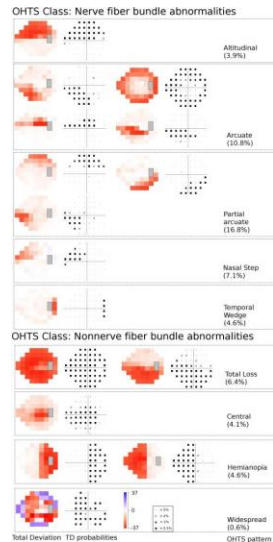 OHTS Class: Nerve fiber bundle abnormalities
Altitudinal
(3.9%)
Arcuate
(10.8%)
Partial
arcuate
(16.8%)
Nasal Step
(7.1%)
Temporal
Wedge
(4.6%)
OHTS Class: Nonnerve fiber bundle abnormalities
Total Loss
(6.4%)
Central
(4.1%)
Hemianopia
(4.6%)
37
0
-37
Widespread
(0.6%)
Total Deviation TD probabilities OHTS pattern